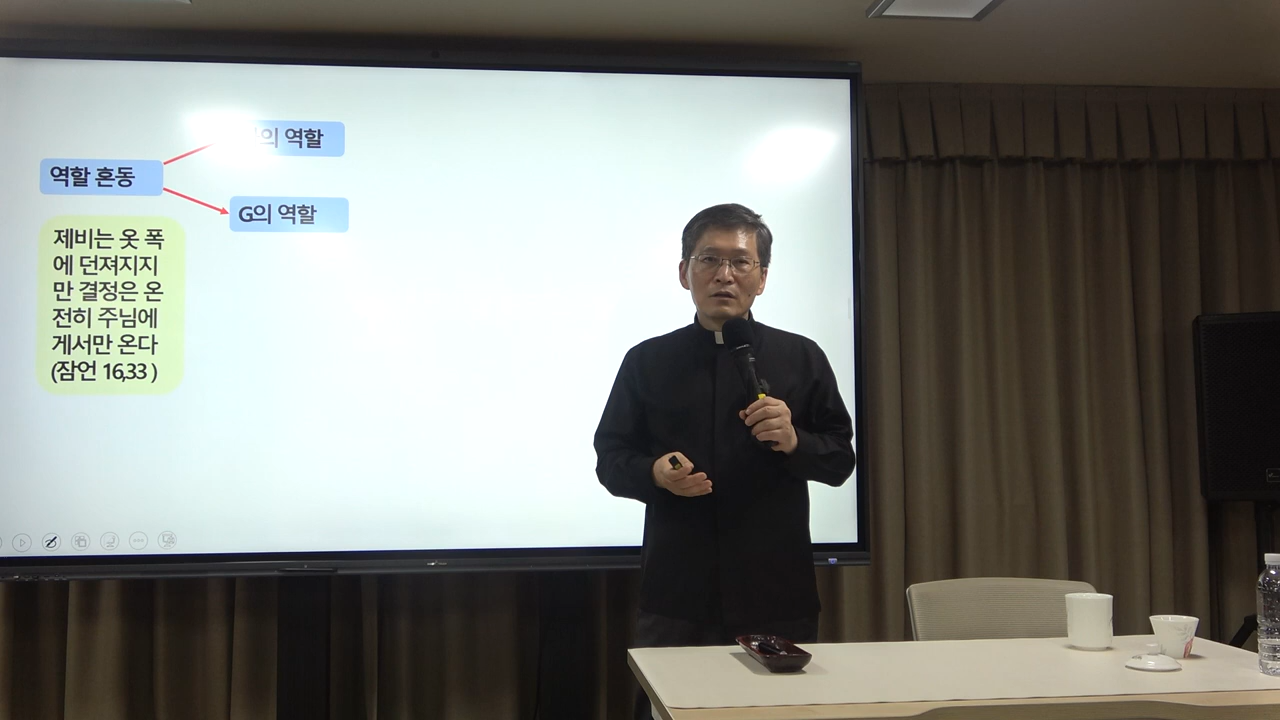 의 역할
역할 혼동
G의 역할
제비는 옷 폭
에 던져지지
만 결정은 온
전히 주님에
게서만 온다
(잠언 16,33 )